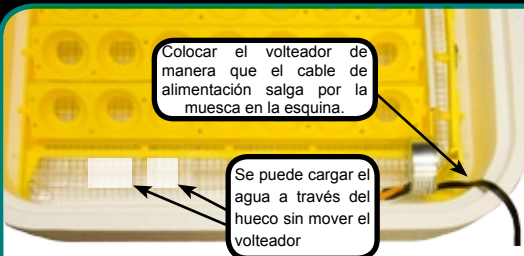 Colocar el volteador de
manera que el cable de
alimentación salga por la
muesca en la esquina.
Se puede cargar el
agua a través del
hueco sin mover el
volteador